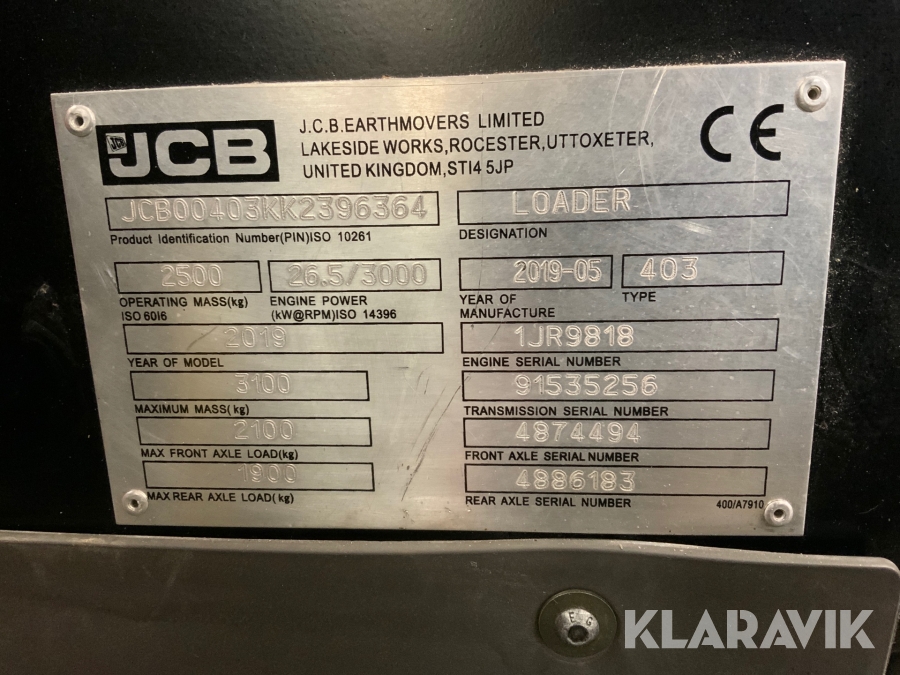 JCB JCB
J.C.B.EARTHMOVERS LIMITED
LAKESIDE WORKS,ROCESTER,UTTOXETER,
UNITED KINGDOM,ST14 5JP
CE
JCB00403KK2396364
Product Identification Number(PIN)ISO 10261
LOADER
DESIGNATION
2500
OPERATING MASS(kg)
ISO 6016
26.5/3000
ENGINE POWER
(kW@RPM)ISO 14396
2019-05
YEAR OF
MANUFACTURE
403
TYPE
2019
YEAR OF MODEL
1JR9818
ENGINE SERIAL NUMBER
3100
MAXIMUM MASS(kg)
91535256
TRANSMISSION SERIAL NUMBER
2100
MAX FRONT AXLE LOAD(kg)
4874494
FRONT AXLE SERIAL NUMBER
1900
MAX REAR AXLE LOAD(kg)
4886183
REAR AXLE SERIAL NUMBER
400/A7910
E G
KLARAVIK